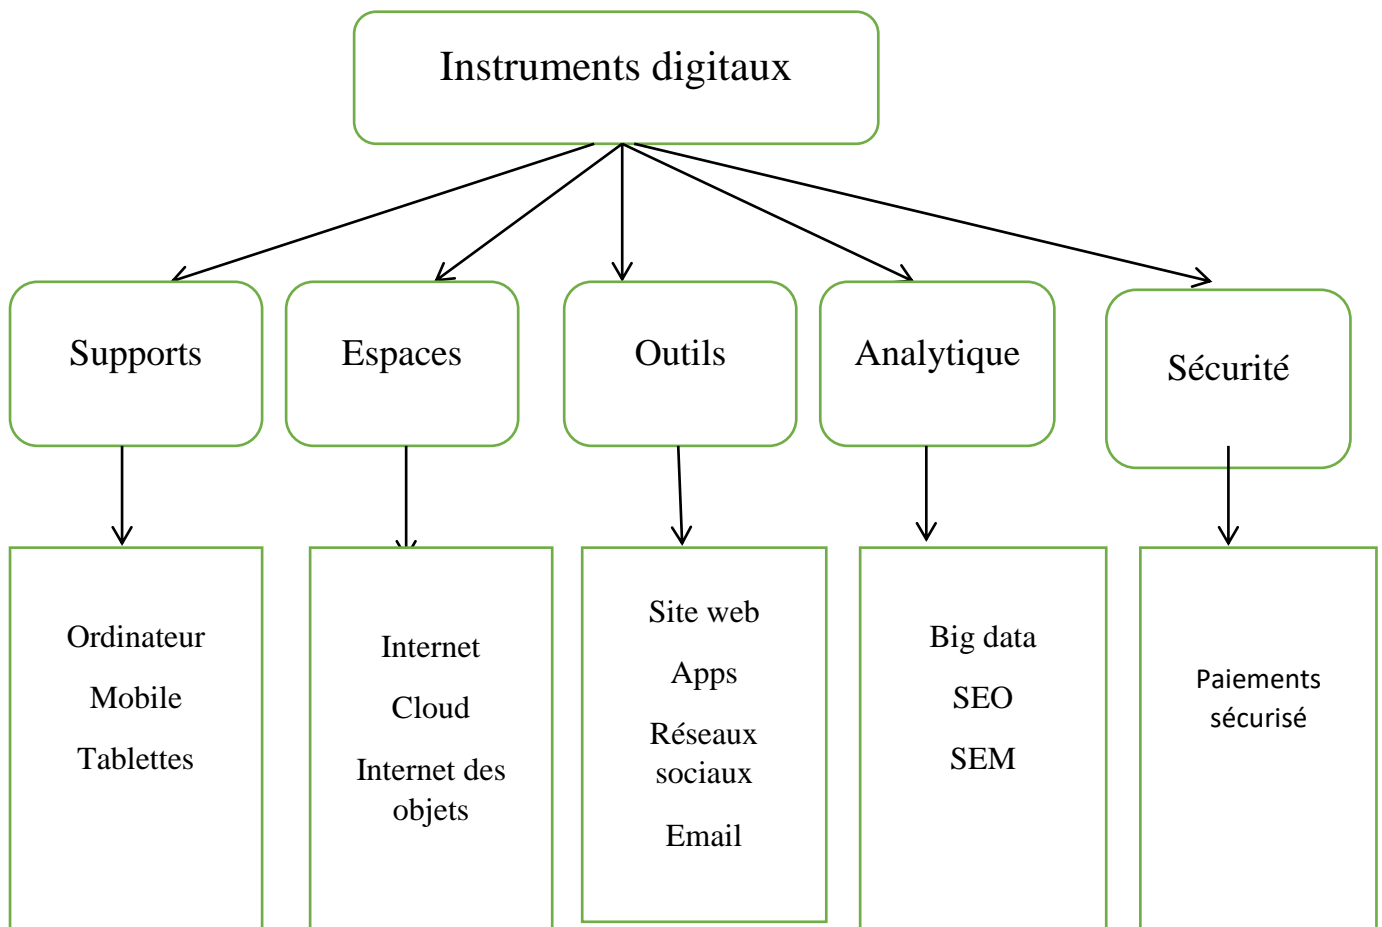 Instruments digitaux
Supports
Espaces
Outils
Analytique
Sécurité
Ordinateur
Mobile
Tablettes
Internet
Cloud
Internet des
objets
Site web
Apps
Réseaux
sociaux
Email
Big data
SEO
SEM
Paiements
sécurisé